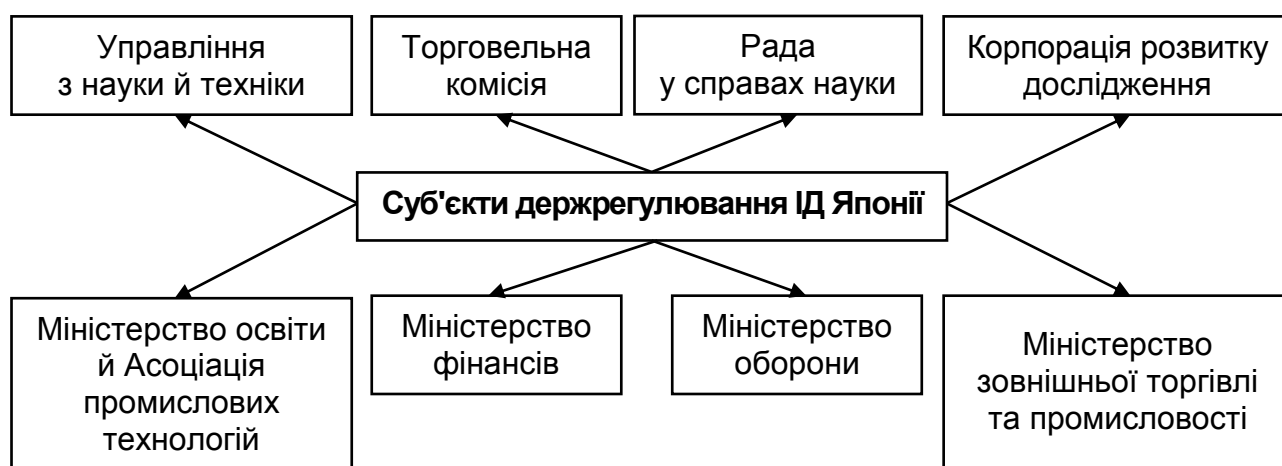 Управління
з науки й техніки
Торговельна
комісія
Рада
у справах науки
Корпорація розвитку
дослідження
Суб'єкти держрегулювання ІД Японії
Міністерство освіти
й Асоціація
промислових
технологій
Міністерство
фінансів
Міністерство
оборони
Міністерство
зовнішньої торгівлі
та промисловості